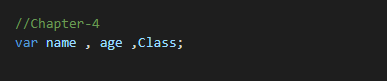 //Chapter-4
var name , age ,Class;